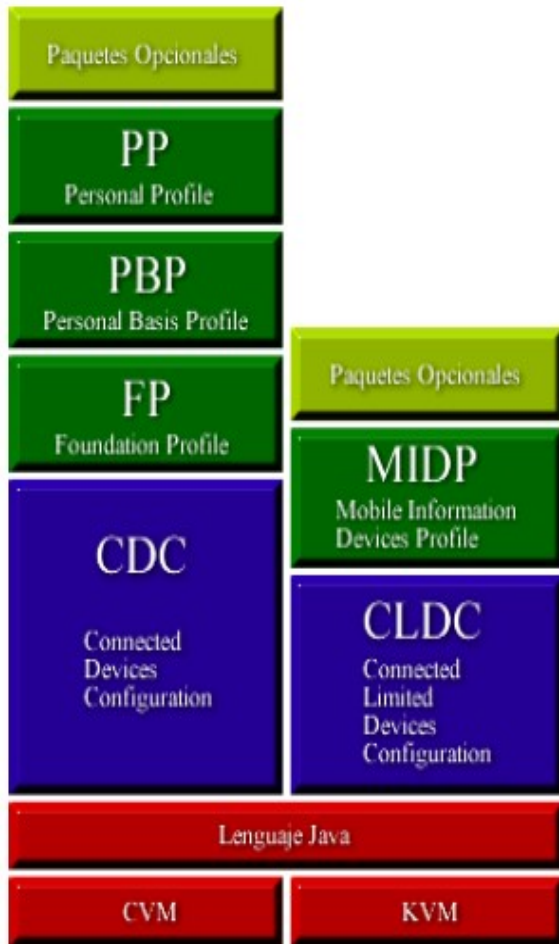 Paquetes Opcionales
PP
Personal Profile
PBP
Personal Basis Profile
FP
Foundation Profile
CDC
Connected
Devices
Configuration
Paquetes Opcionales
MIDP
Mobile Information
Devices Profile
CLDC
Connected
Limited
Devices
Configuration
Lenguaje Java
CVM
KVM